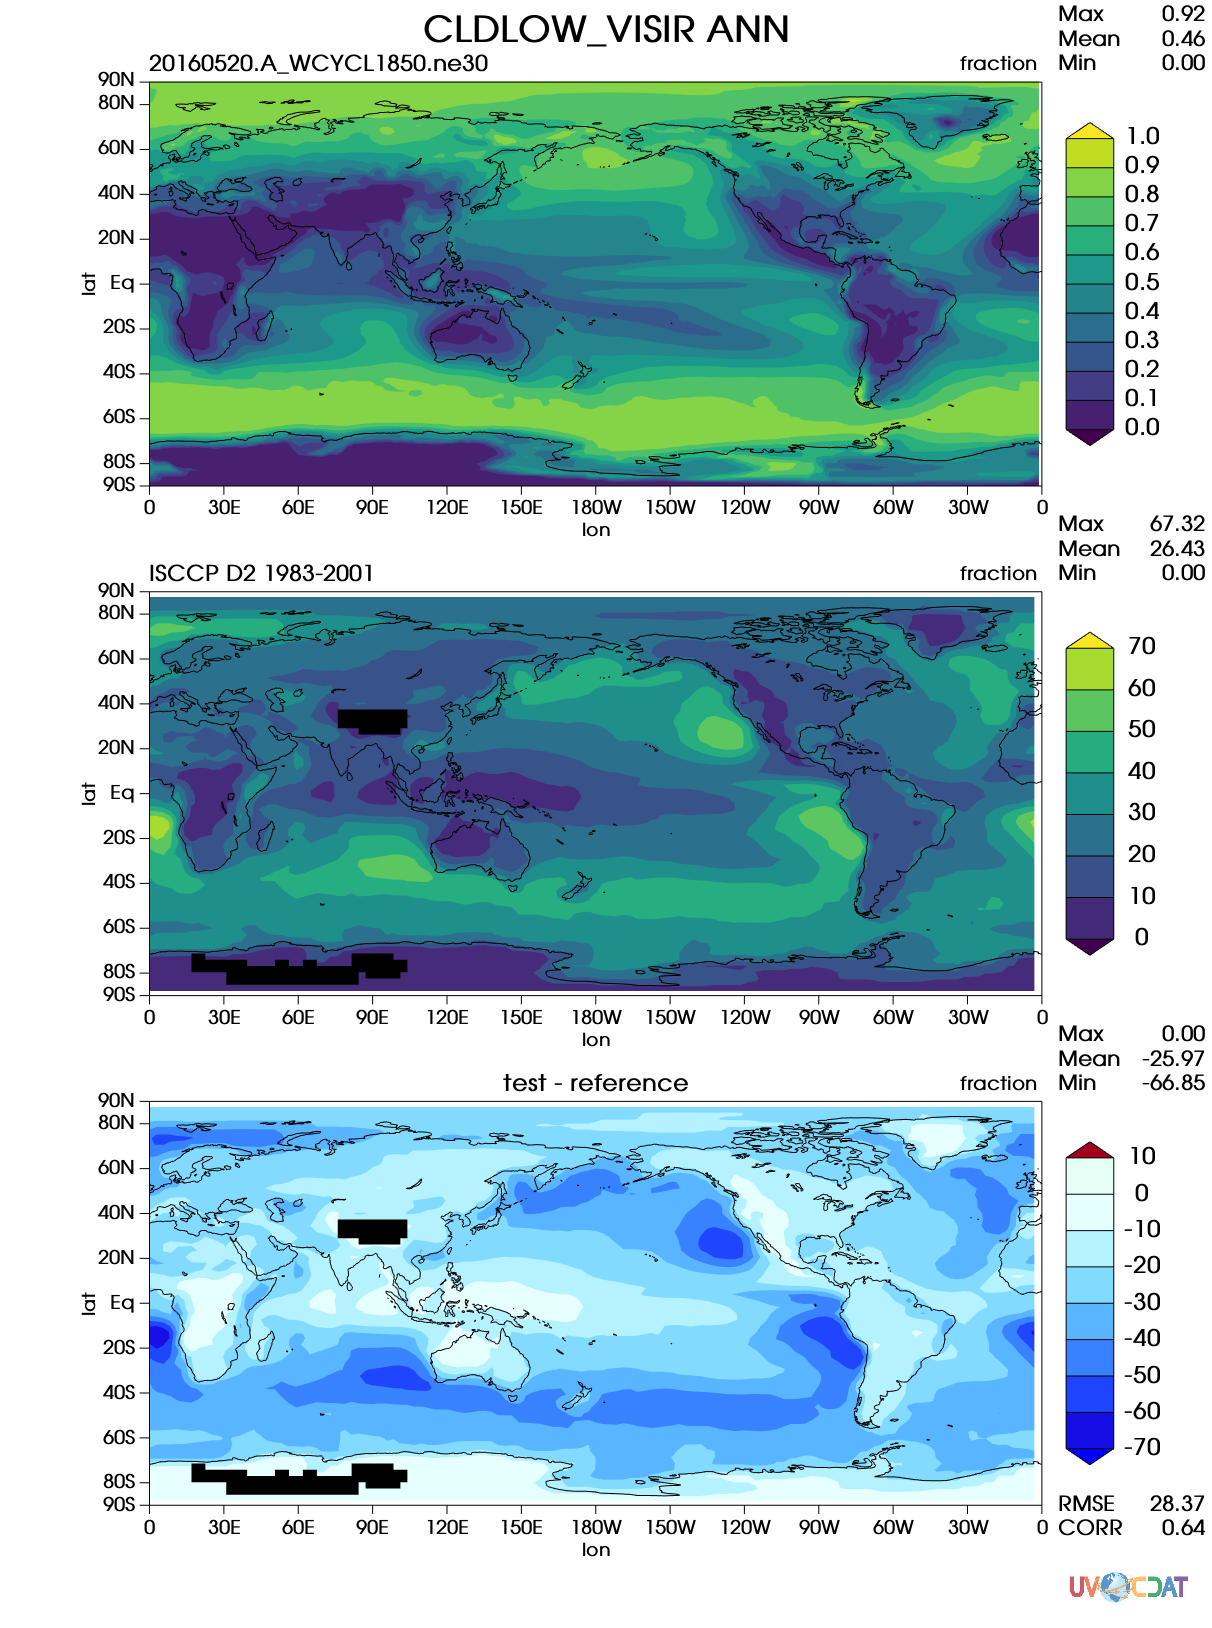 CLDLOW_VISIR ANN
Max 0.92
Mean 0.46
Min 0.00
20160520.A_WCYCL1850.ne30
fraction
90N
80N
60N
40N
20N
Eq
20S
40S
60S
80S
90S
lat
0 30E 60E 90E 120E 150E 180W 150W 120W 90W 60W 30W 0
lon
1.0
0.9
0.8
0.7
0.6
0.5
0.4
0.3
0.2
0.1
0.0
Max 67.32
Mean 26.43
Min 0.00
ISCCP D2 1983-2001
fraction
90N
80N
60N
40N
20N
Eq
20S
40S
60S
80S
90S
lat
0 30E 60E 90E 120E 150E 180W 150W 120W 90W 60W 30W 0
lon
70
60
50
40
30
20
10
0
Max 0.00
Mean -25.97
Min -66.85
test - reference
fraction
90N
80N
60N
40N
20N
Eq
20S
40S
60S
80S
90S
lat
0 30E 60E 90E 120E 150E 180W 150W 120W 90W 60W 30W 0
lon
10
0
-10
-20
-30
-40
-50
-60
-70
RMSE 28.37
CORR 0.64
UV CDAT